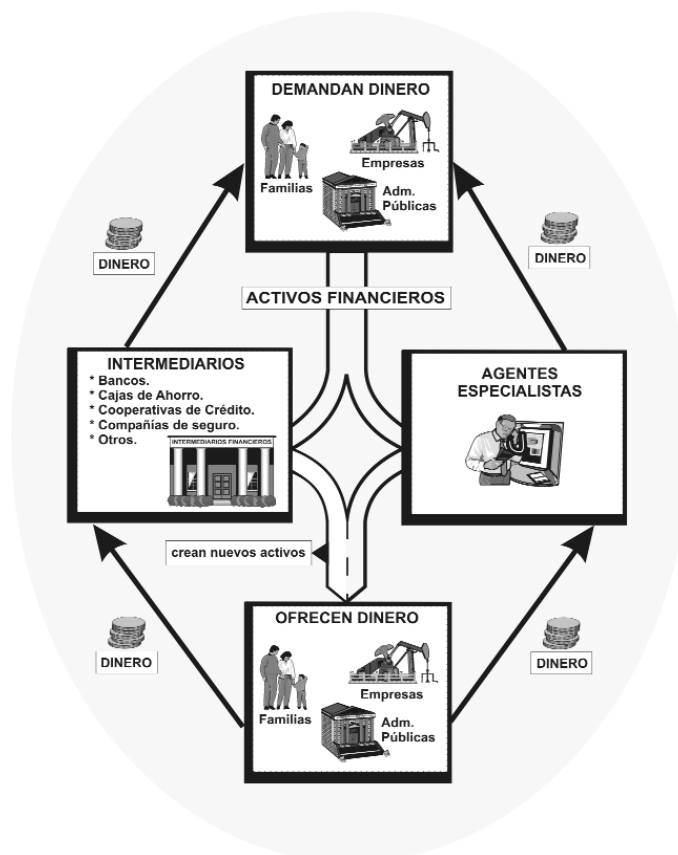 DEMANDAN DINERO
Familias
Empresas
Adm.
Públicas
DINERO
DINERO
ACTIVOS FINANCIEROS
INTERMEDIARIOS
* Bancos.
* Cajas de Ahorro.
* Cooperativas de Crédito.
* Compañías de seguro.
* Otros.
INTERMEDIARIOS FINANCIEROS
AGENTES
ESPECIALISTAS
crean nuevos activos
OFRECEN DINERO
Familias
Empresas
Adm.
Públicas
DINERO
DINERO